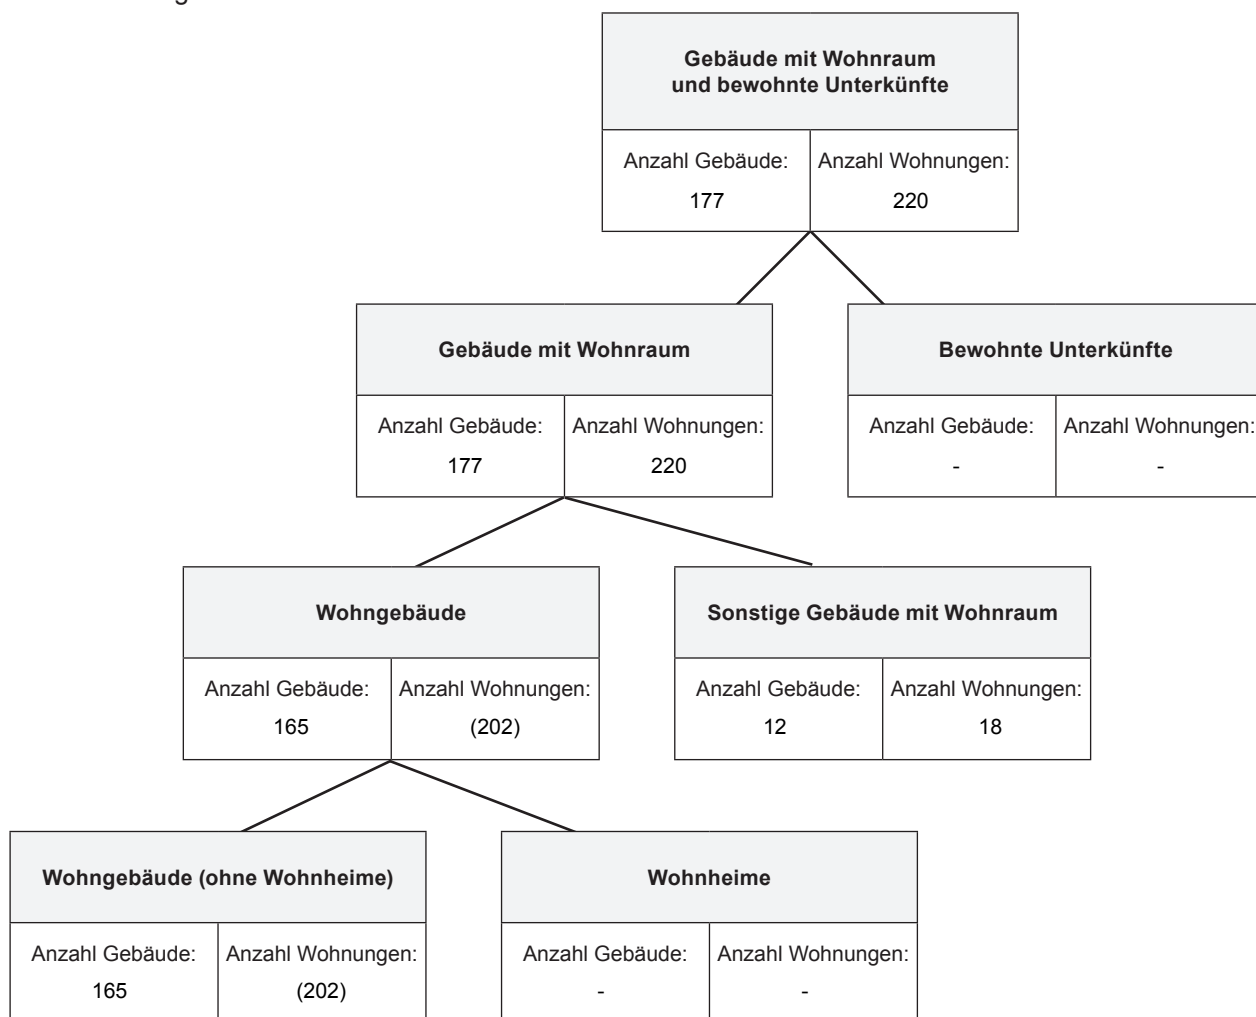 Gebäude mit Wohnraum
und bewohnte Unterkünfte
Anzahl Gebäude: Anzahl Wohnungen:
177 220
Gebäude mit Wohnraum
Bewohnte Unterkünfte
Anzahl Gebäude: Anzahl Wohnungen:
177 220
Anzahl Gebäude: Anzahl Wohnungen:
- -
Wohngebäude
Sonstige Gebäude mit Wohnraum
Anzahl Gebäude: Anzahl Wohnungen:
165 (202)
Anzahl Gebäude: Anzahl Wohnungen:
12 18
Wohngebäude (ohne Wohnheime)
Wohnheime
Anzahl Gebäude: Anzahl Wohnungen:
165 (202)
Anzahl Gebäude: Anzahl Wohnungen:
- -